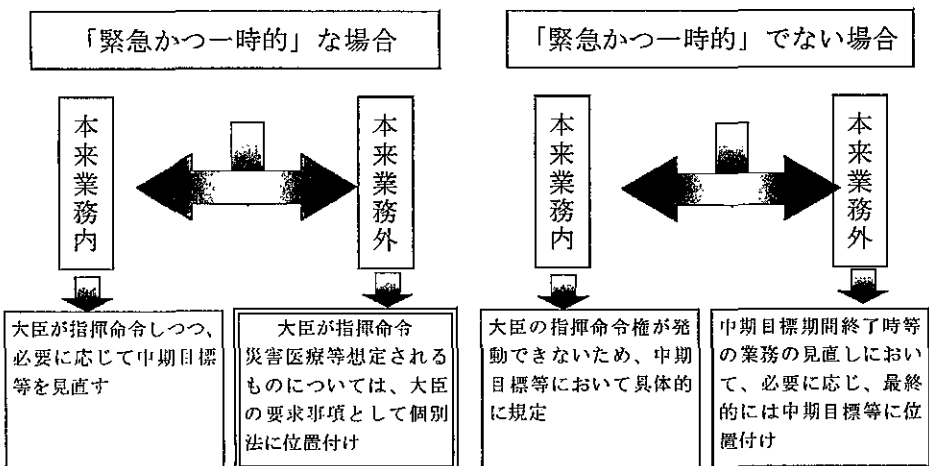 「緊急かつ一時的」な場合
「緊急かつ一時的」でない場合
本来業務内
本来業務外
本来業務内
本来業務外
大臣が指揮命令しつつ、
必要に応じて中期目標
等を見直す
大臣が指揮命令
災害医療等想定される
ものについては、大臣
の要求事項として個別
法に位置付け
大臣の指揮命令権が発
動できないため、中期
目標等において具体的
に規定
中期目標期間終了時等
の業務の見直しにおい
て、必要に応じ、最終
的には中期目標等に位
置付け